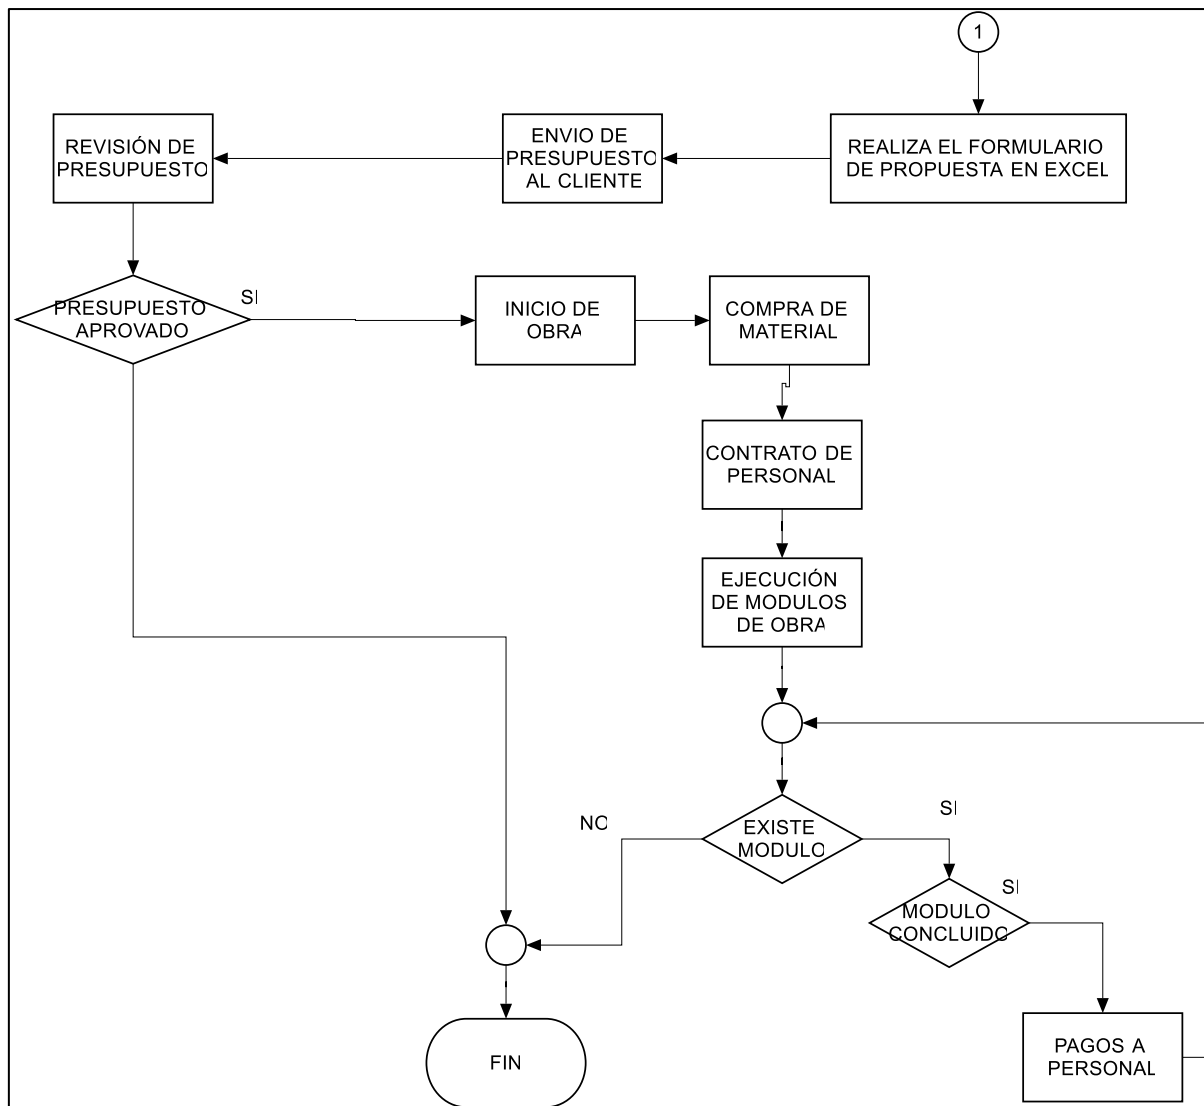 1
REVISIÓN DE
PRESUPUESTO
ENVIO DE
PRESUPUESTO
AL CLIENTE
REALIZA EL FORMULARIO
DE PROPUESTA EN EXCEL
PRESUPUESTO
APROVADO
SI
INICIO DE
OBRA
COMPRA DE
MATERIAL
CONTRATO DE
PERSONAL
EJECUCIÓN
DE MODULOS
DE OBRA
NO
EXISTE
MODULO
SI
SI
MODULO
CONCLUIDO
FIN
PAGOS A
PERSONAL